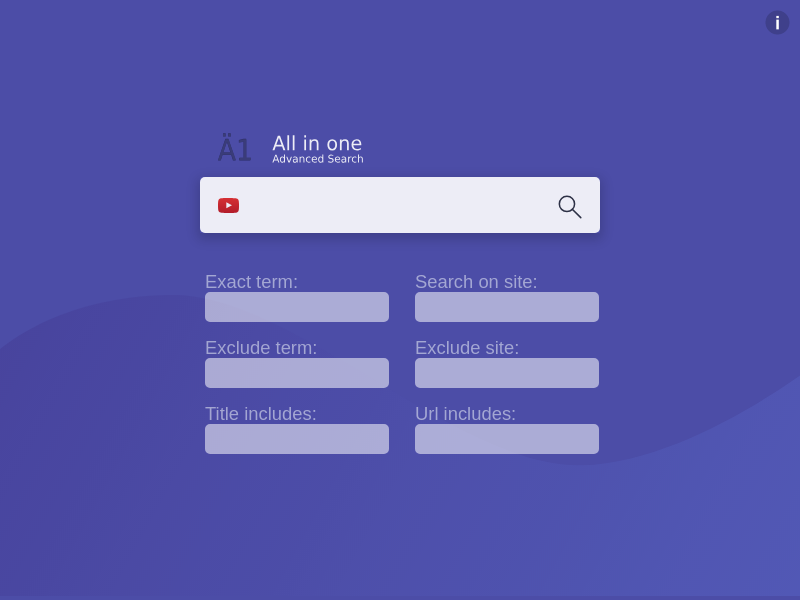 i
Ä1
All in one
Advanced Search
Exact term:
Search on site:
Exclude term:
Exclude site:
Title includes:
Url includes: